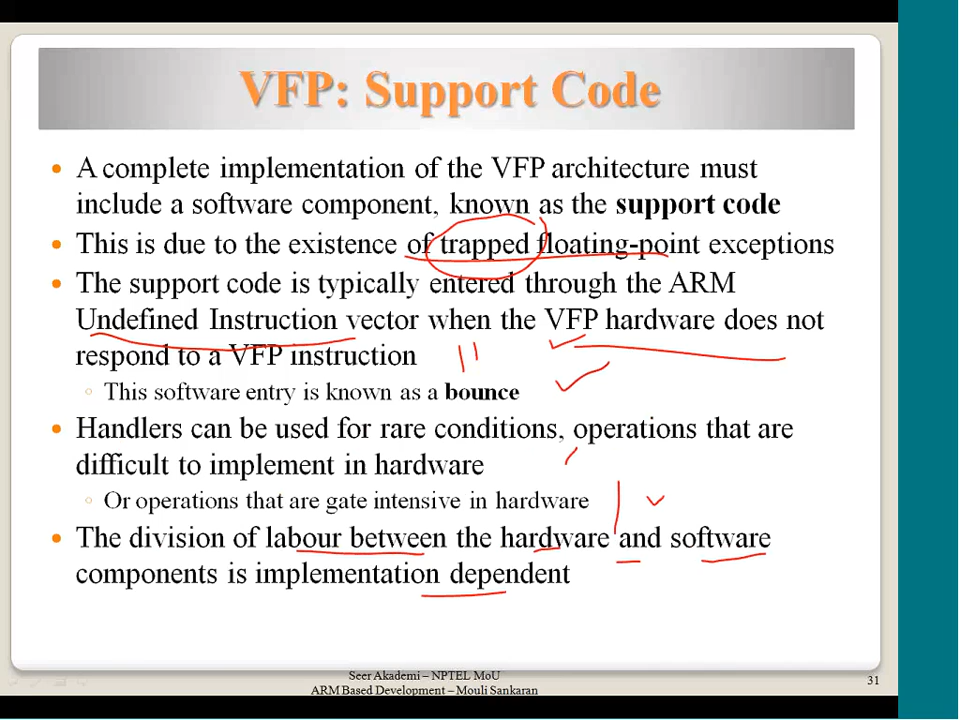 VFP: Support Code
• A complete implementation of the VFP architecture must
include a software component, known as the support code
• This is due to the existence of trapped floating-point exceptions
• The support code is typically entered through the ARM
Undefined Instruction vector when the VFP hardware does not
respond to a VFP instruction
◦ This software entry is known as a bounce
• Handlers can be used for rare conditions, operations that are
difficult to implement in hardware
◦ Or operations that are gate intensive in hardware
• The division of labour between the hardware and software
components is implementation dependent
Seer Akademi – NPTEL MoU
ARM Based Development – Mouli Sankaran
31